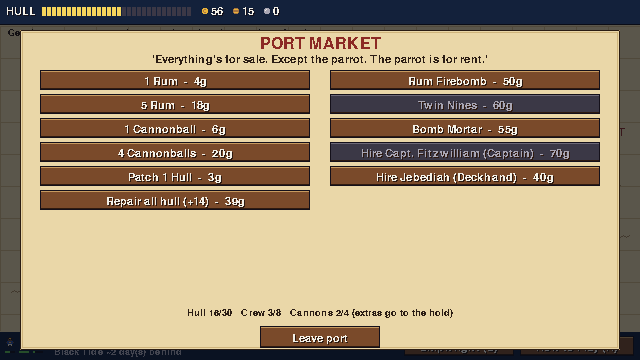 HULL 56 15 0
PORT MARKET
'Everything's for sale. Except the parrot. The parrot is for rent.'
1 Rum - 4g
5 Rum - 18g
1 Cannonball - 6g
4 Cannonballs - 20g
Patch 1 Hull - 3g
Repair all hull (+14) - 39g
Rum Firebomb - 50g
Twin Nines - 60g
Bomb Mortar - 55g
Hire Capt. Fitzwilliam (Captain) - 70g
Hire Jebediah (Deckhand) - 40g
Hull 16/30 Crew 3/8 Cannons 2/4 (extras go to the hold)
Leave port
Black Tide ~2 day(s) behind